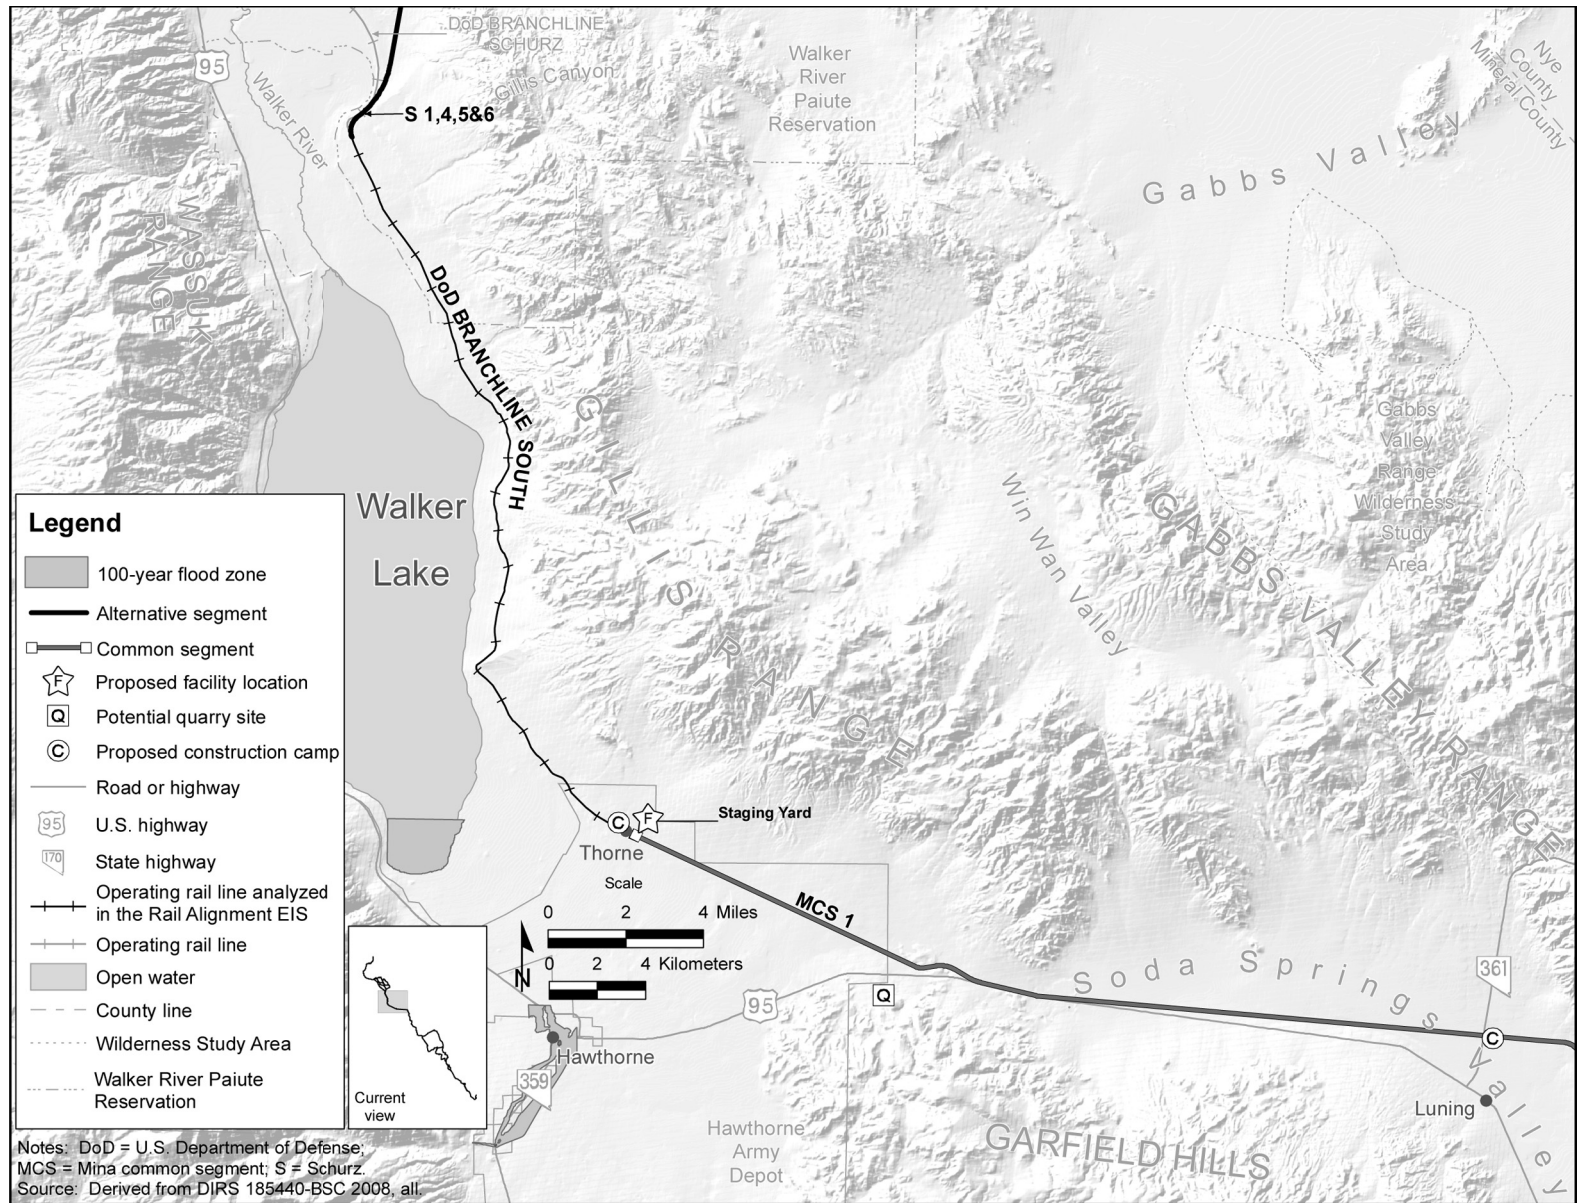 DoD BRANCHLINE
SCHURZ
95
Walker River
Gillis Canyon
S 1,4,5&6
Walker
River
Paiute
Reservation
Nye
County
Mineral County
Gabbs Valley
WASSUK
RANGE
DoD BRANCHLINE SOUTH
GILLIS RANGE
Gabbs
Valley
Range
Wilderness
Study
Area
Win Wan Valley
GABBS VALLEY RANGE
Walker
Lake
Legend
100-year flood zone
Alternative segment
Common segment
F
Proposed facility location
Q
Potential quarry site
C
Proposed construction camp
Road or highway
95
U.S. highway
170
State highway
Operating rail line analyzed
in the Rail Alignment EIS
Operating rail line
Open water
County line
Wilderness Study Area
Walker River Paiute
Reservation
C
F
Staging Yard
Thorne
Scale
0 2 4 Miles
0 2 4 Kilometers
N
MCS 1
Soda Springs Valley
361
Q
95
C
Hawthorne
359
Current
view
Luning
Hawthorne
Army
Depot
GARFIELD HILLS
Notes: DoD = U.S. Department of Defense;
MCS = Mina common segment; S = Schurz.
Source: Derived from DIRS 185440-BSC 2008, all.